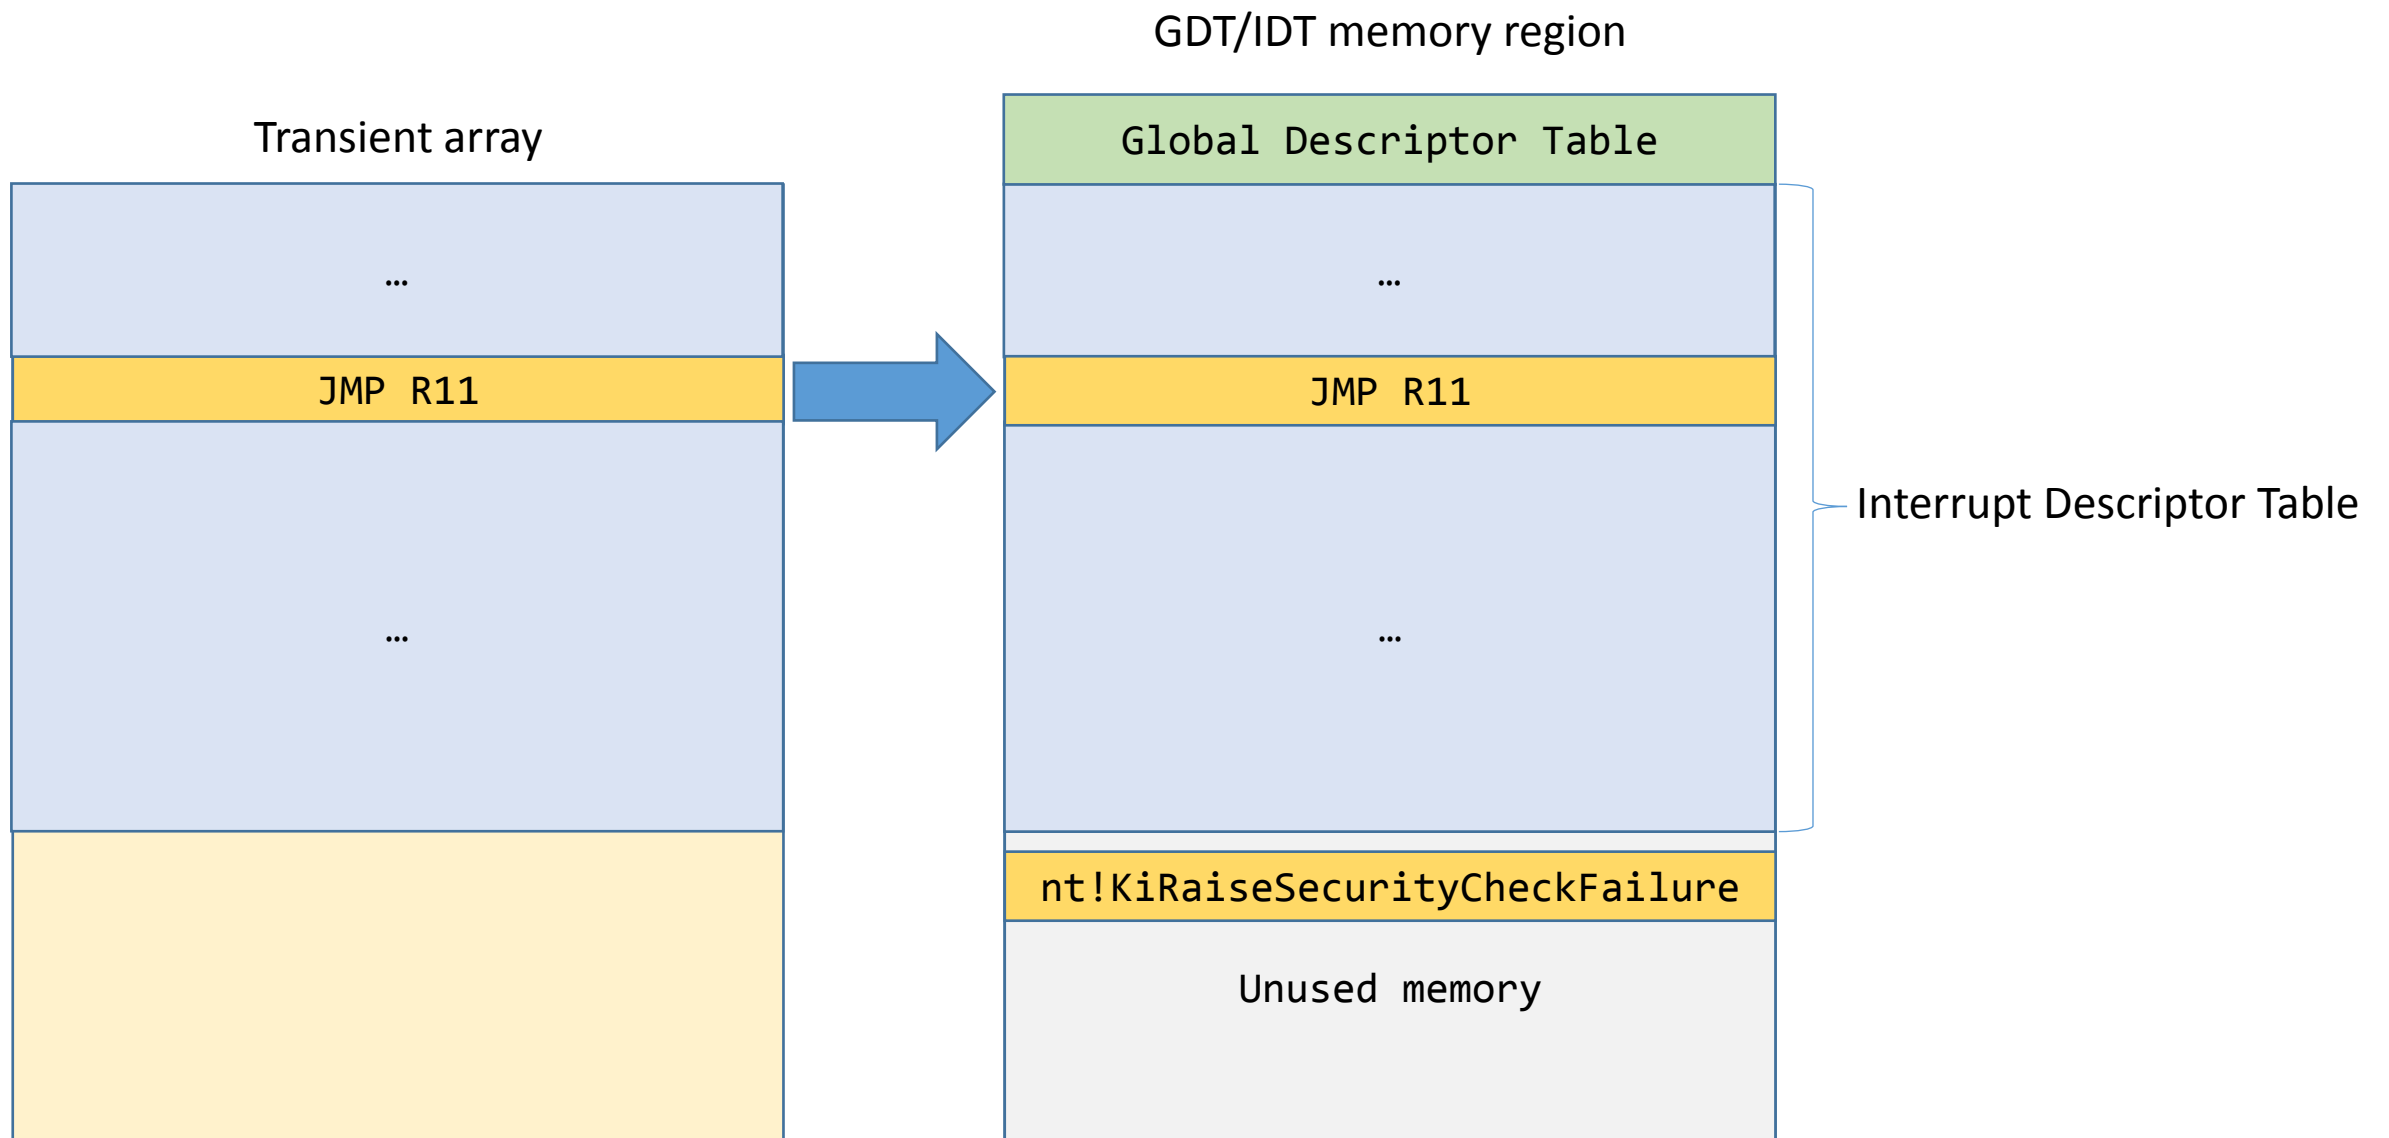 GDT/IDT memory region
Transient array
Global Descriptor Table
…
…
JMP R11
JMP R11
Interrupt Descriptor Table
…
…
nt!KiRaiseSecurityCheckFailure
Unused memory